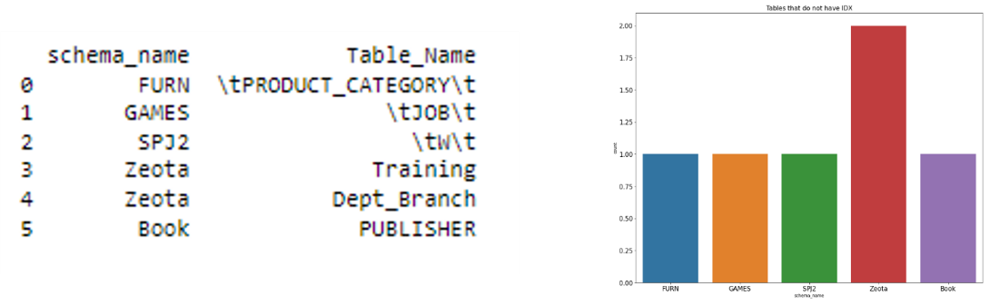 schema_name Table_Name
0 FURN \tPRODUCT_CATEGORY\t
1 GAMES \tJOB\t
2 SPJ2 \tW\t
3 Zeota Training
4 Zeota Dept_Branch
5 Book PUBLISHER
Tables that do not have IDX
2.00
1.75
1.50
1.25
1.00
0.75
0.50
0.25
0.00
count
FURN GAMES SPJ2 Zeota Book
schema_name